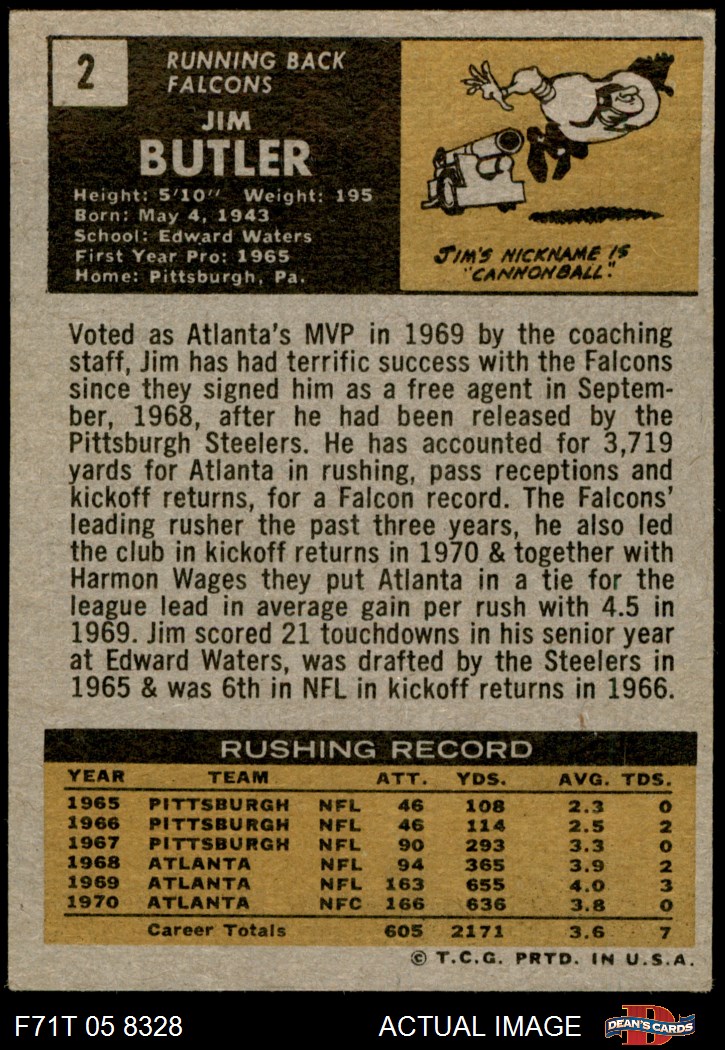 2
RUNNING BACK
FALCONS
JIM
BUTLER
Height: 5'10" Weight: 195
Born: May 4, 1943
School: Edward Waters
First Year Pro: 1965
Home: Pittsburgh, Pa.
JIM'S NICKNAME IS
"CANNONBALL."
Voted as Atlanta's MVP in 1969 by the coaching
staff, Jim has had terrific success with the Falcons
since they signed him as a free agent in Septem-
ber, 1968, after he had been released by the
Pittsburgh Steelers. He has accounted for 3,719
yards for Atlanta in rushing, pass receptions and
kickoff returns, for a Falcon record. The Falcons'
leading rusher the past three years, he also led
the club in kickoff returns in 1970 & together with
Harmon Wages they put Atlanta in a tie for the
league lead in average gain per rush with 4.5 in
1969. Jim scored 21 touchdowns in his senior year
at Edward Waters, was drafted by the Steelers in
1965 & was 6th in NFL in kickoff returns in 1966.
RUSHING RECORD
YEAR TEAM ATT. YDS. AVG. TDS.
1965 PITTSBURGH NFL 46 108 2.3 0
1966 PITTSBURGH NFL 46 114 2.5 2
1967 PITTSBURGH NFL 90 293 3.3 0
1968 ATLANTA NFL 94 365 3.9 2
1969 ATLANTA NFL 163 655 4.0 3
1970 ATLANTA NFC 166 636 3.8 0
Career Totals 605 2171 3.6 7
© T.C.G. PRTD. IN U.S.A.
F71T 05 8328 ACTUAL IMAGE
D
DEAN'S CARDS